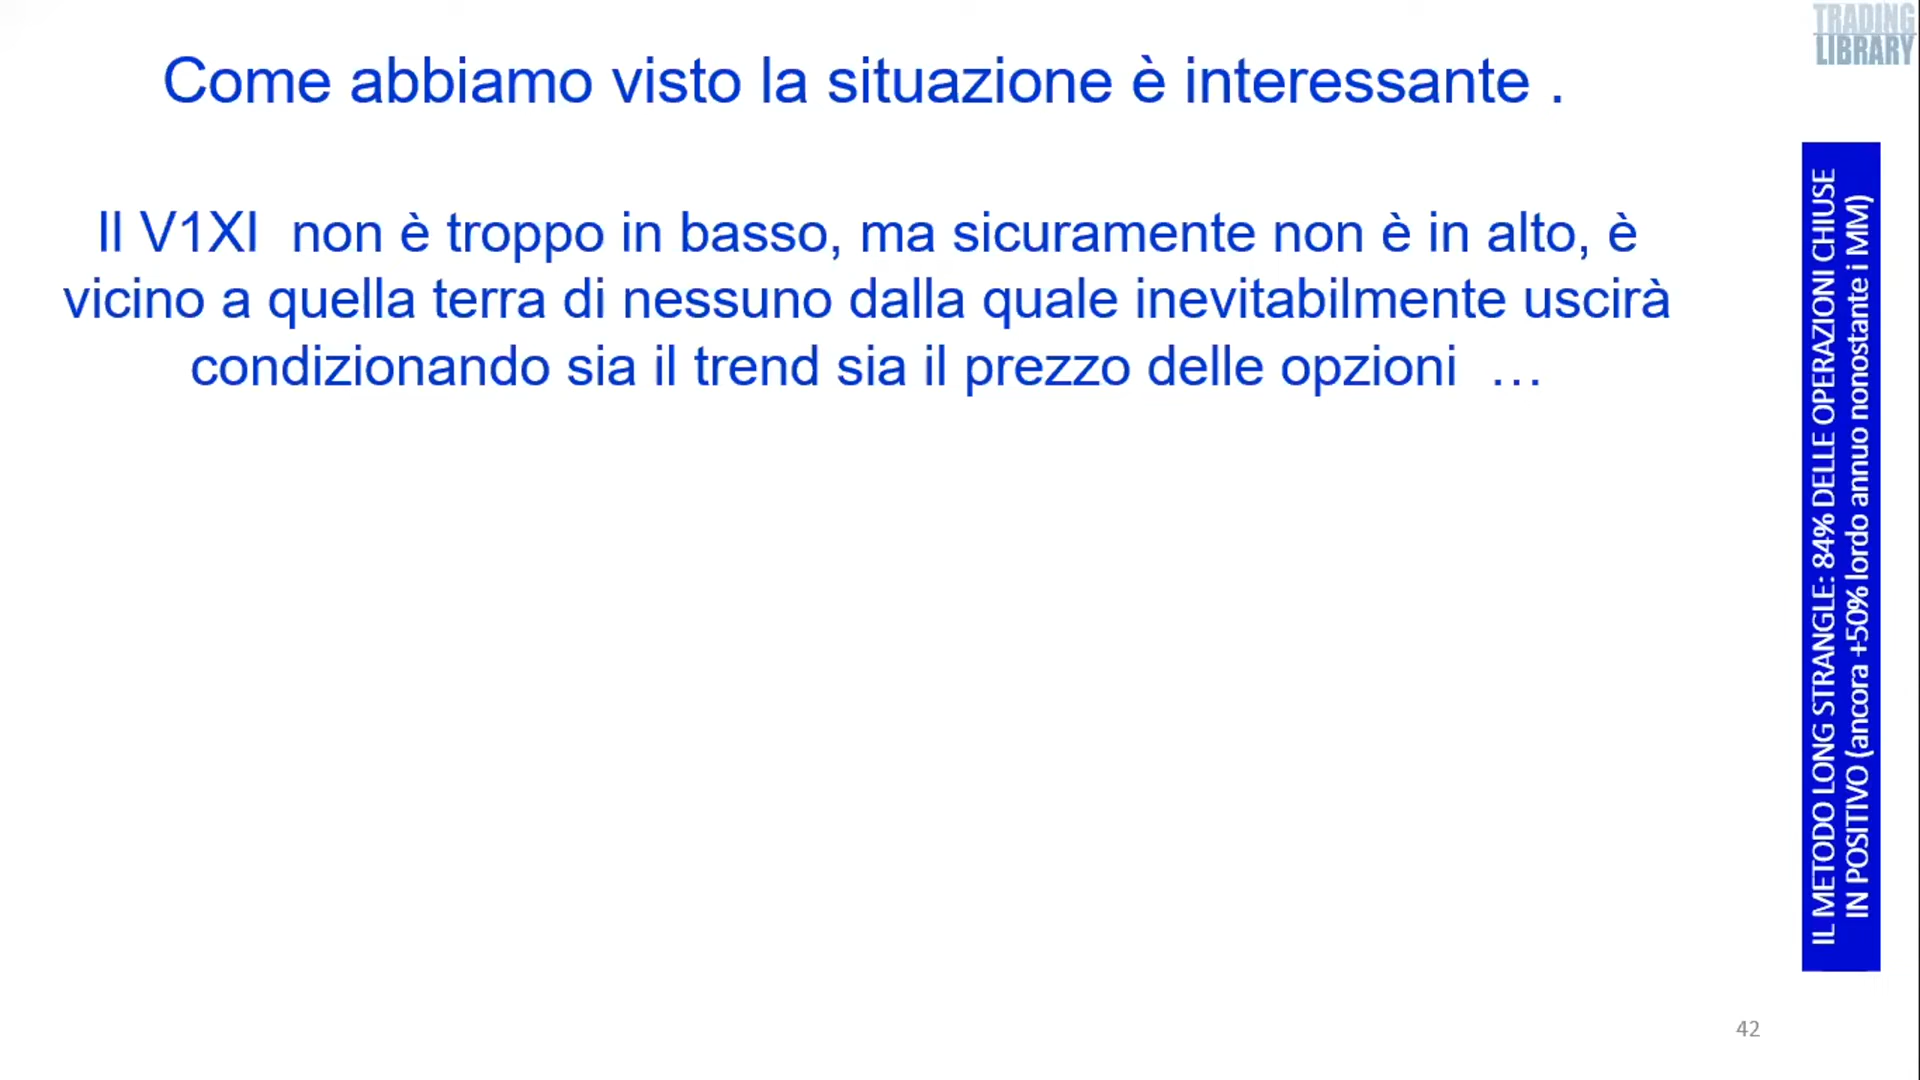 TRADING
LIBRARY
Come abbiamo visto la situazione è interessante .
Il V1XI non è troppo in basso, ma sicuramente non è in alto, è
vicino a quella terra di nessuno dalla quale inevitabilmente uscirà
condizionando sia il trend sia il prezzo delle opzioni ...
IL METODO LONG STRANGLE: 84% DELLE OPERAZIONI CHIUSE
IN POSITIVO (ancora +50% lordo annuo nonostante i MM)
42